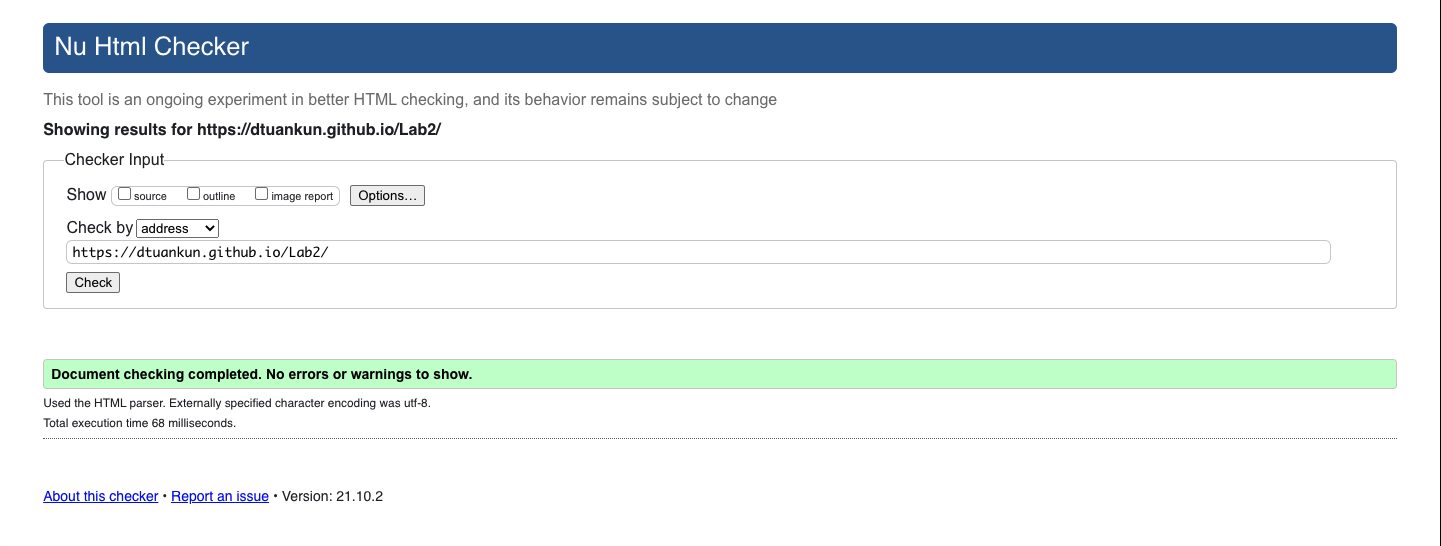 Nu Html Checker
This tool is an ongoing experiment in better HTML checking, and its behavior remains subject to change
Showing results for https://dtuankun.github.io/Lab2/
Checker Input
Show source outline image report Options...
Check by address
https://dtuankun.github.io/Lab2/
Check
Document checking completed. No errors or warnings to show.
Used the HTML parser. Externally specified character encoding was utf-8.
Total execution time 68 milliseconds.
About this checker • Report an issue • Version: 21.10.2